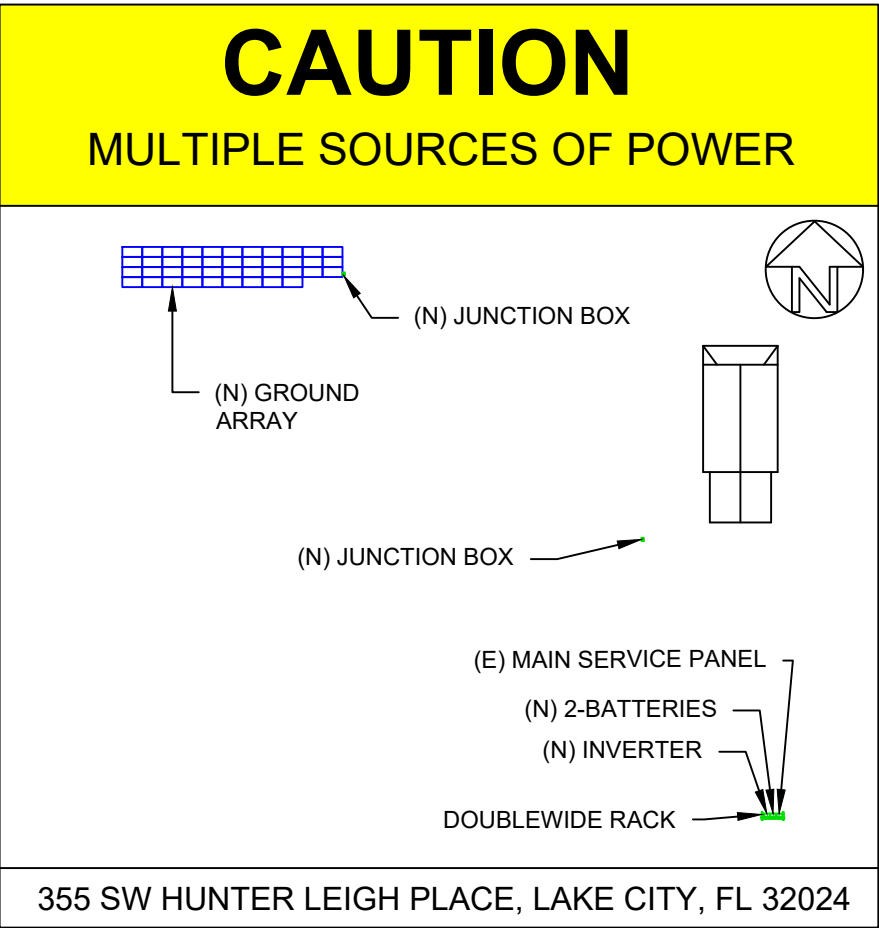 CAUTION
MULTIPLE SOURCES OF POWER
N
(N) JUNCTION BOX
(N) GROUND
ARRAY
(N) JUNCTION BOX
(E) MAIN SERVICE PANEL
(N) 2-BATTERIES
(N) INVERTER
DOUBLEWIDE RACK
355 SW HUNTER LEIGH PLACE, LAKE CITY, FL 32024